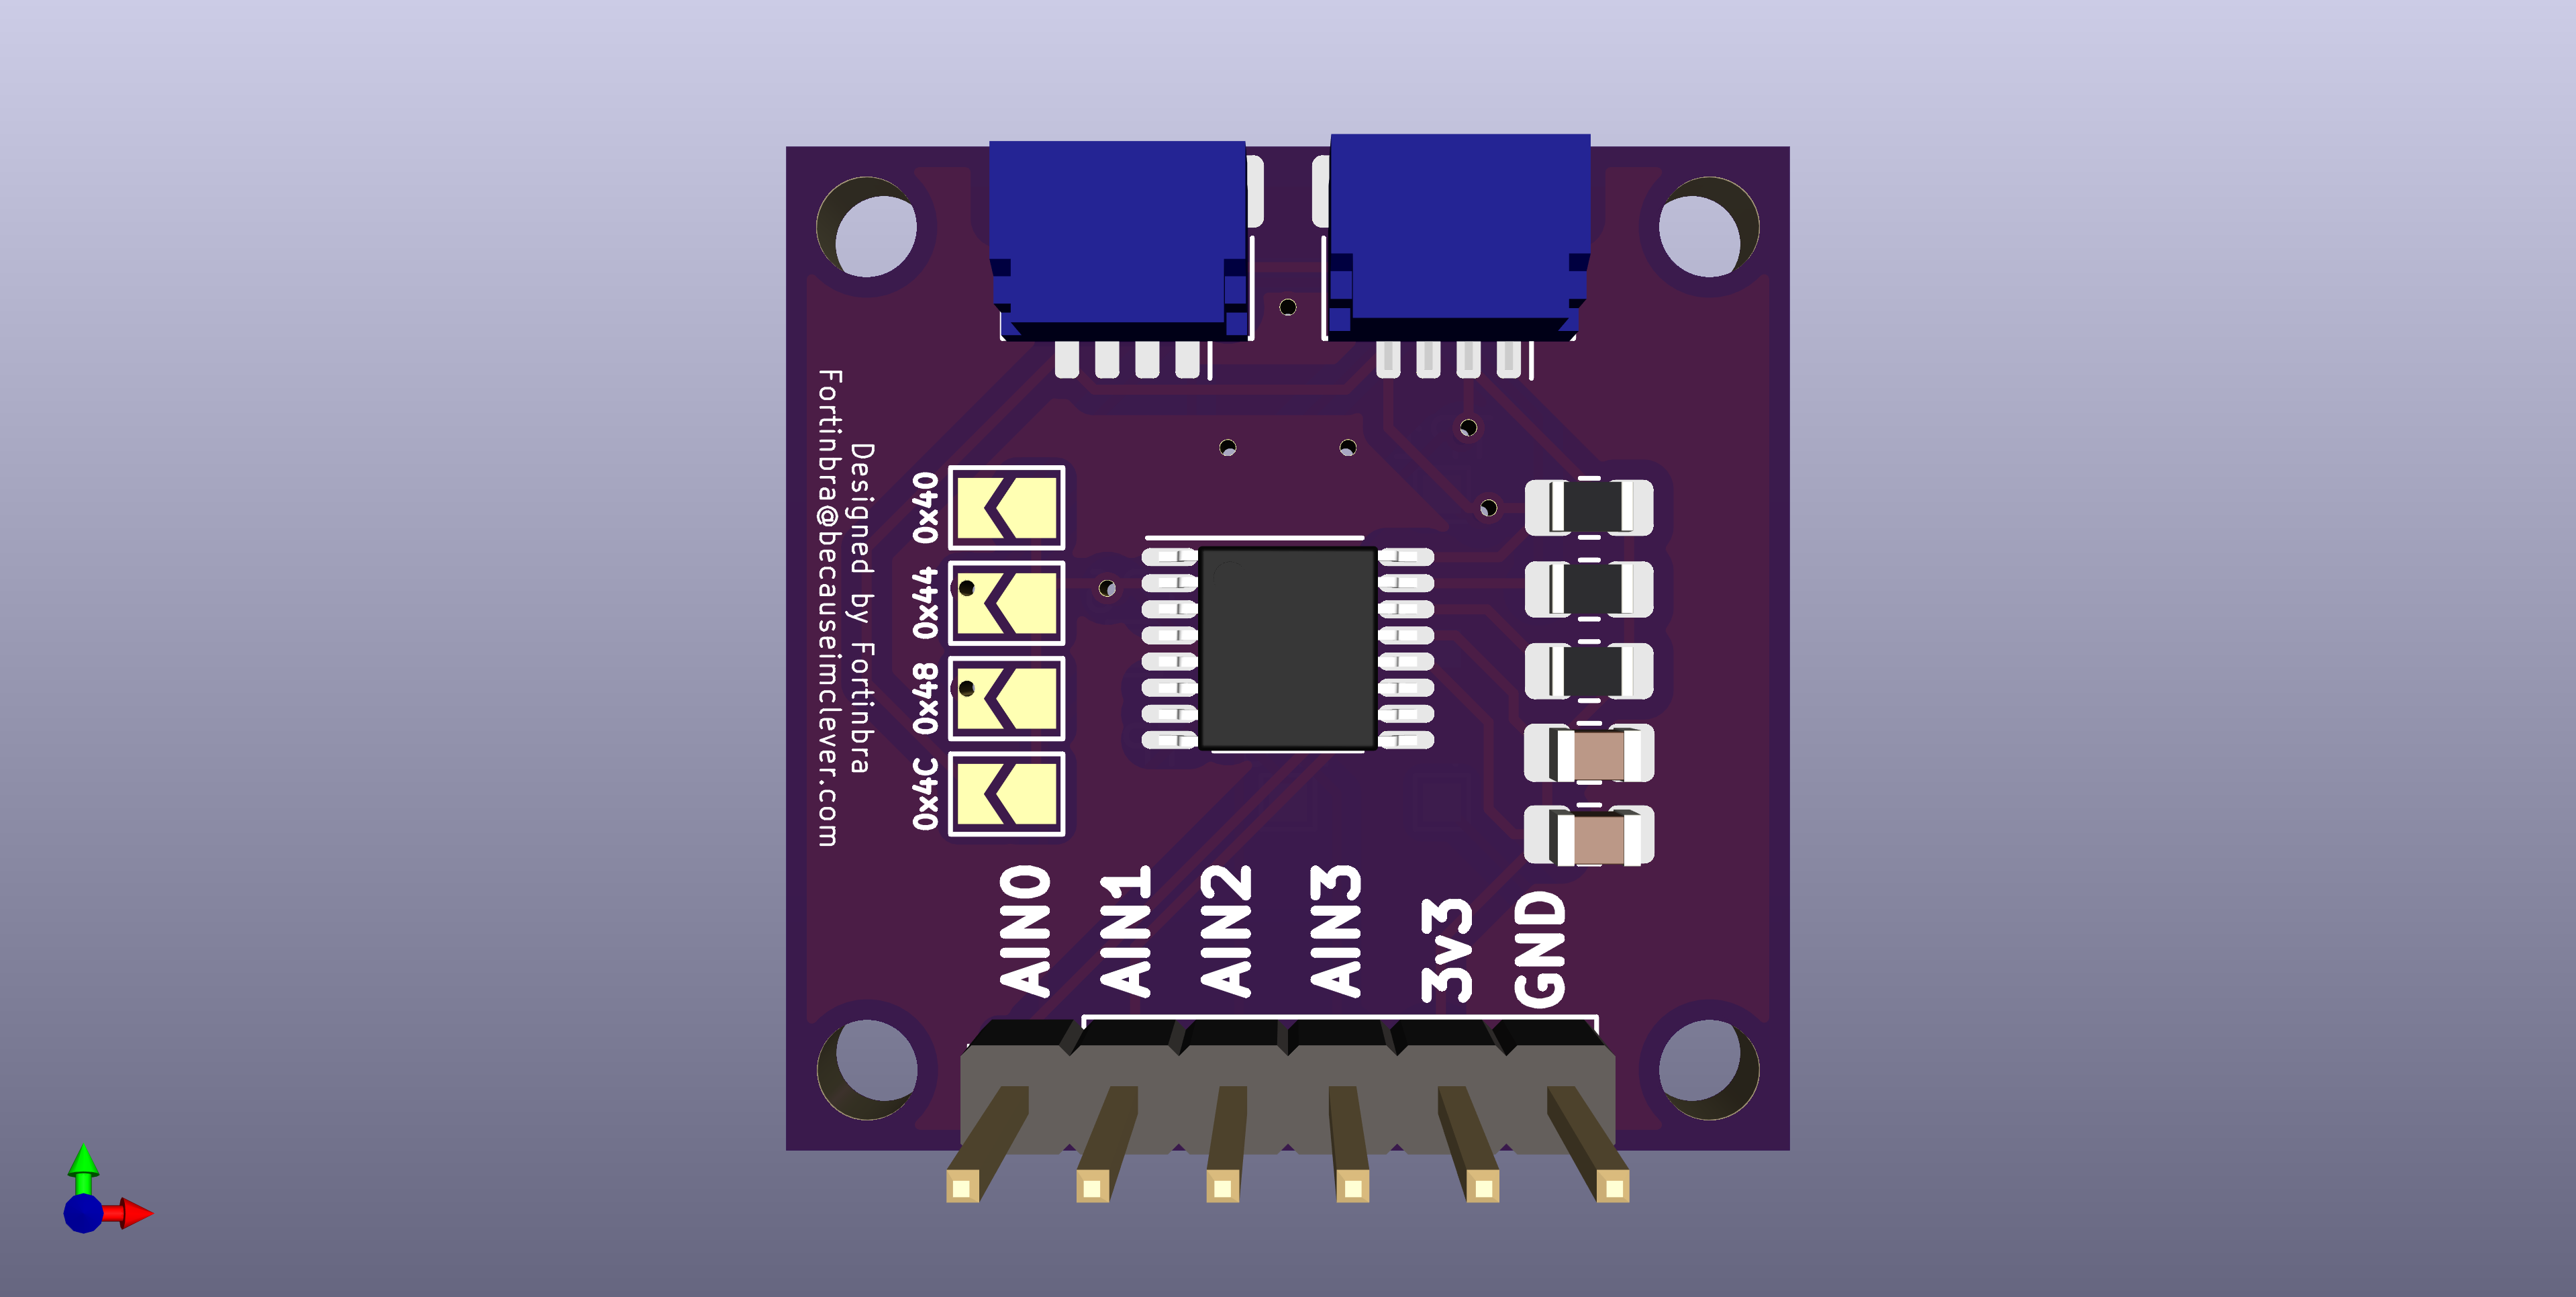 Designed by Fortinbra
Fortinbra@becauseimclever.com
0x40
0x44
0x48
0x4C
AIN0
AIN1
AIN2
AIN3
3v3
GND